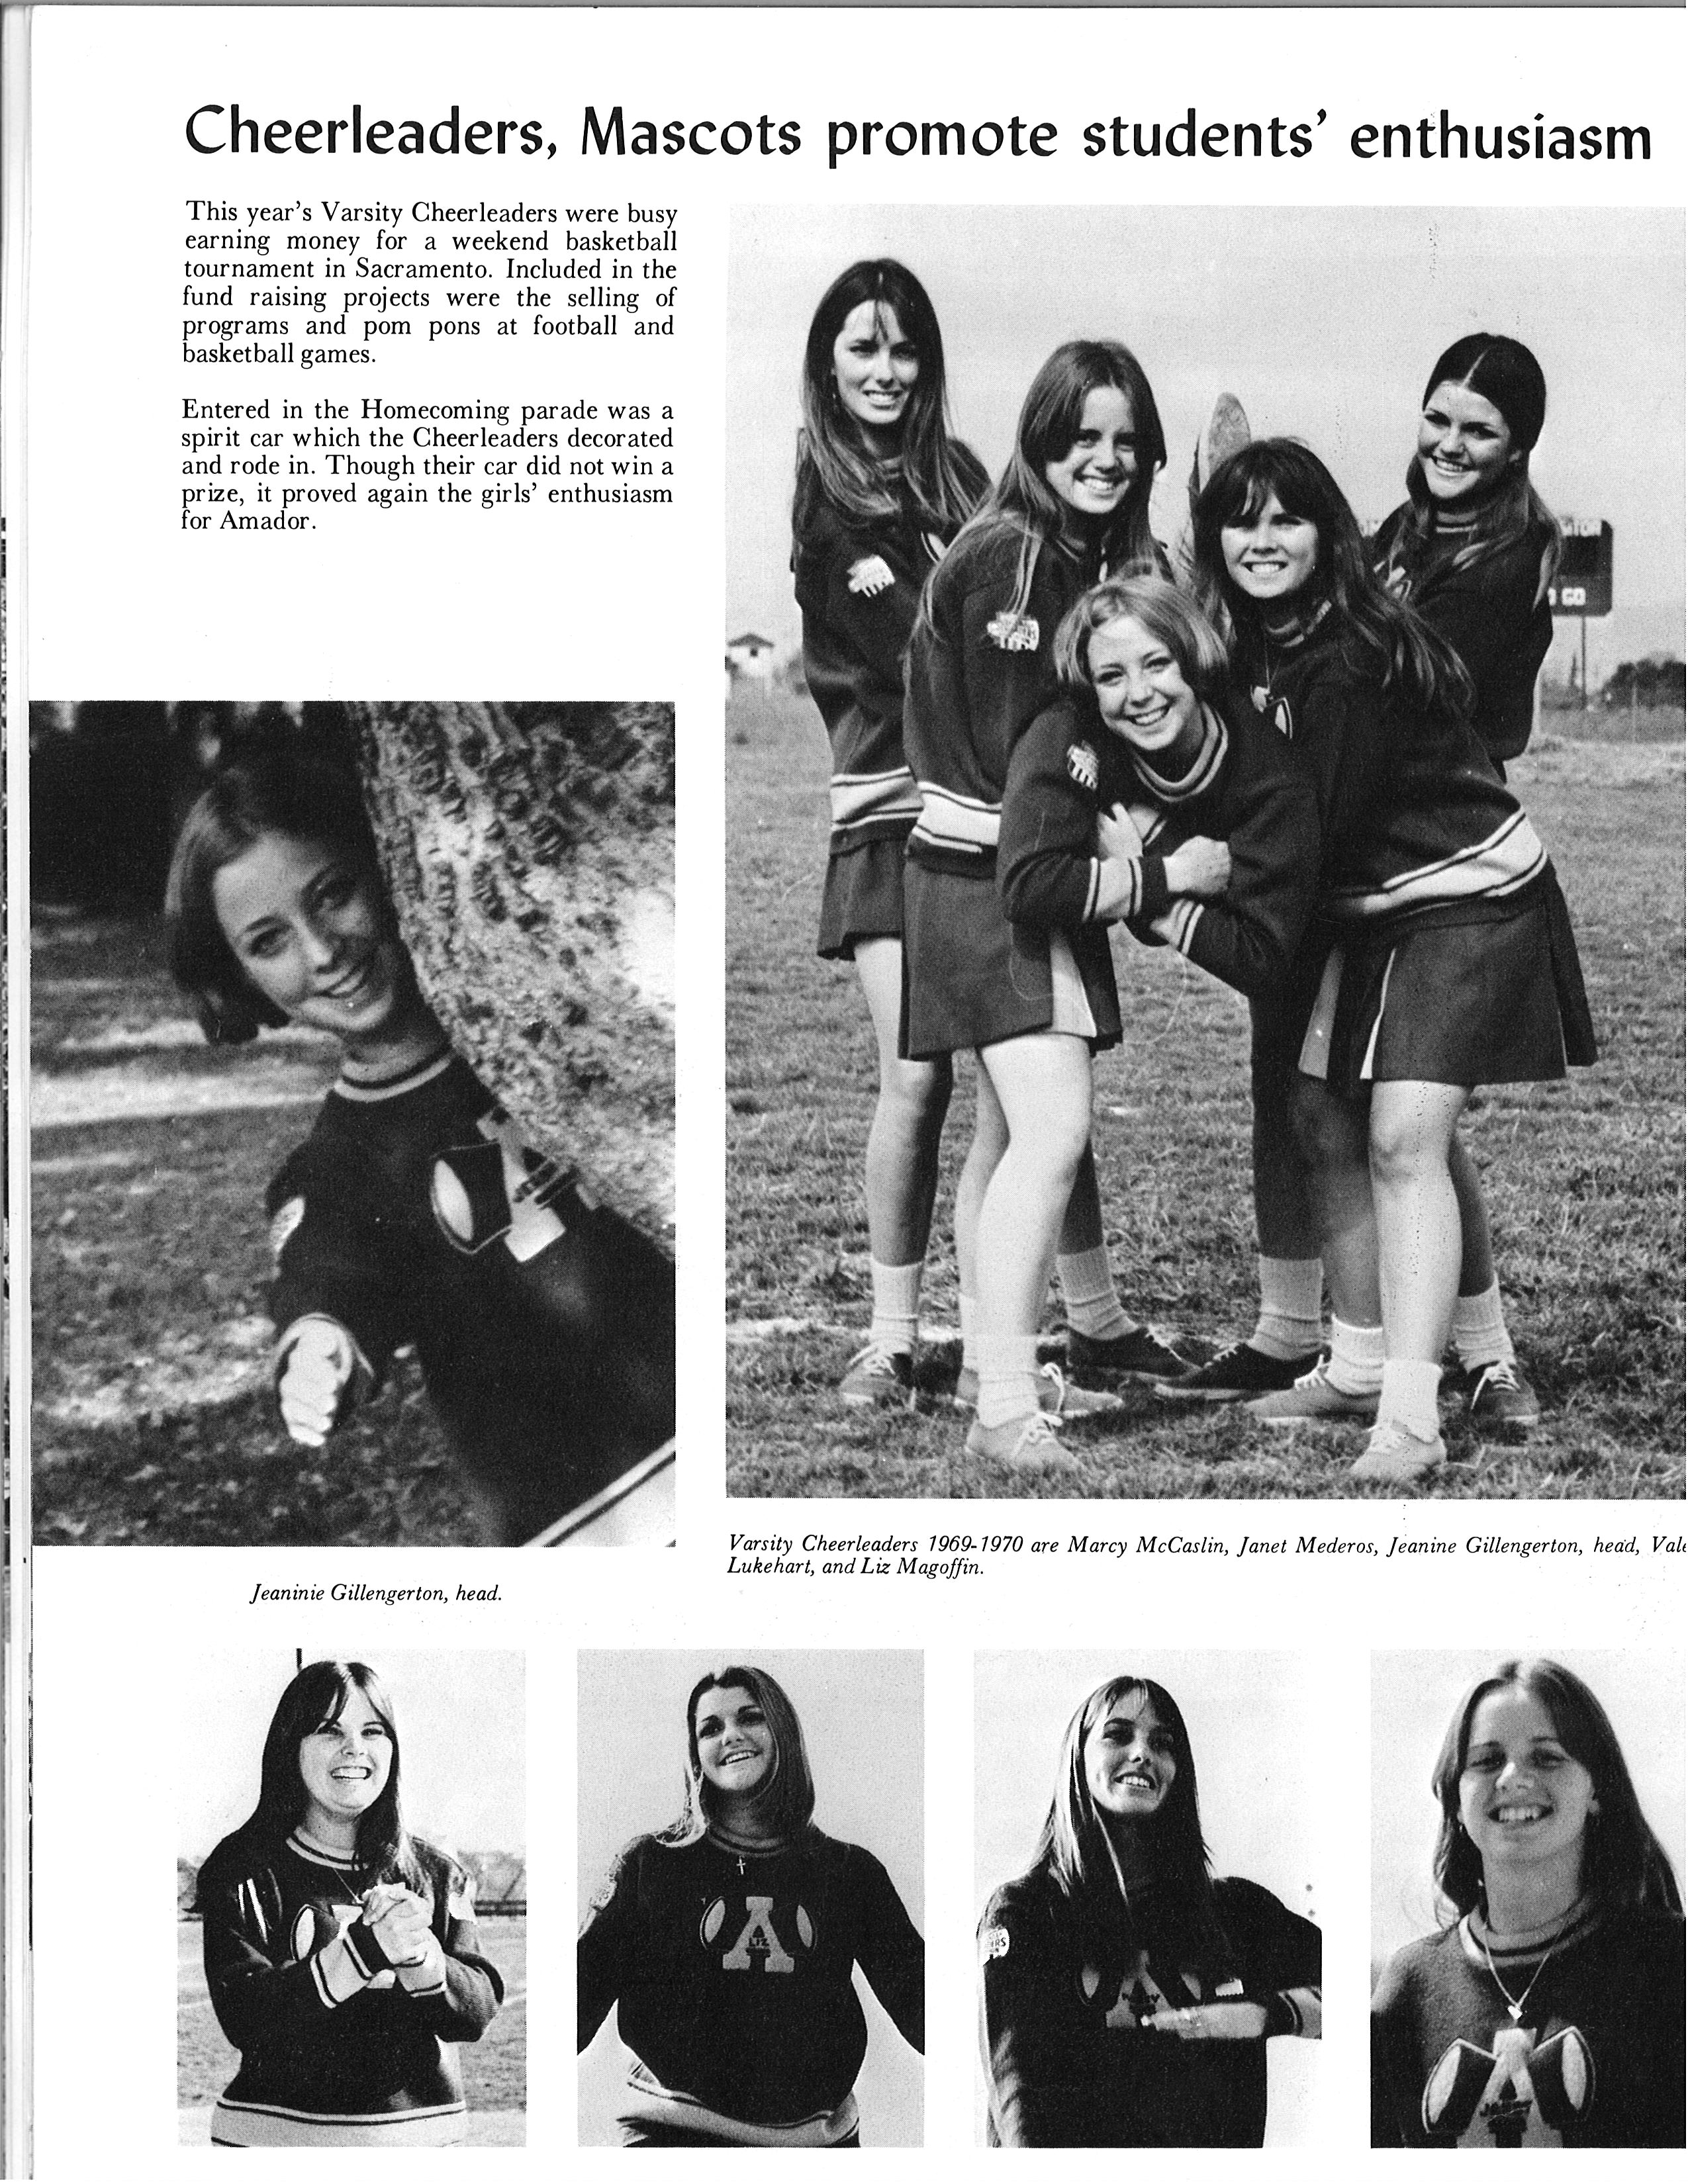 Cheerleaders, Mascots promote students' enthusiasm
This year's Varsity Cheerleaders were busy
earning money for a weekend basketball
tournament in Sacramento. Included in the
fund raising projects were the selling of
programs and pom pons at football and
basketball games.
Entered in the Homecoming parade was a
spirit car which the Cheerleaders decorated
and rode in. Though their car did not win a
prize, it proved again the girls' enthusiasm
for Amador.
GO
Varsity Cheerleaders 1969-1970 are Marcy McCaslin, Janet Mederos, Jeanine Gillengerton, head,
Lukehart, and Liz Magoffin.
Jeaninie Gillengerton, head.
A
LIZ
A
A